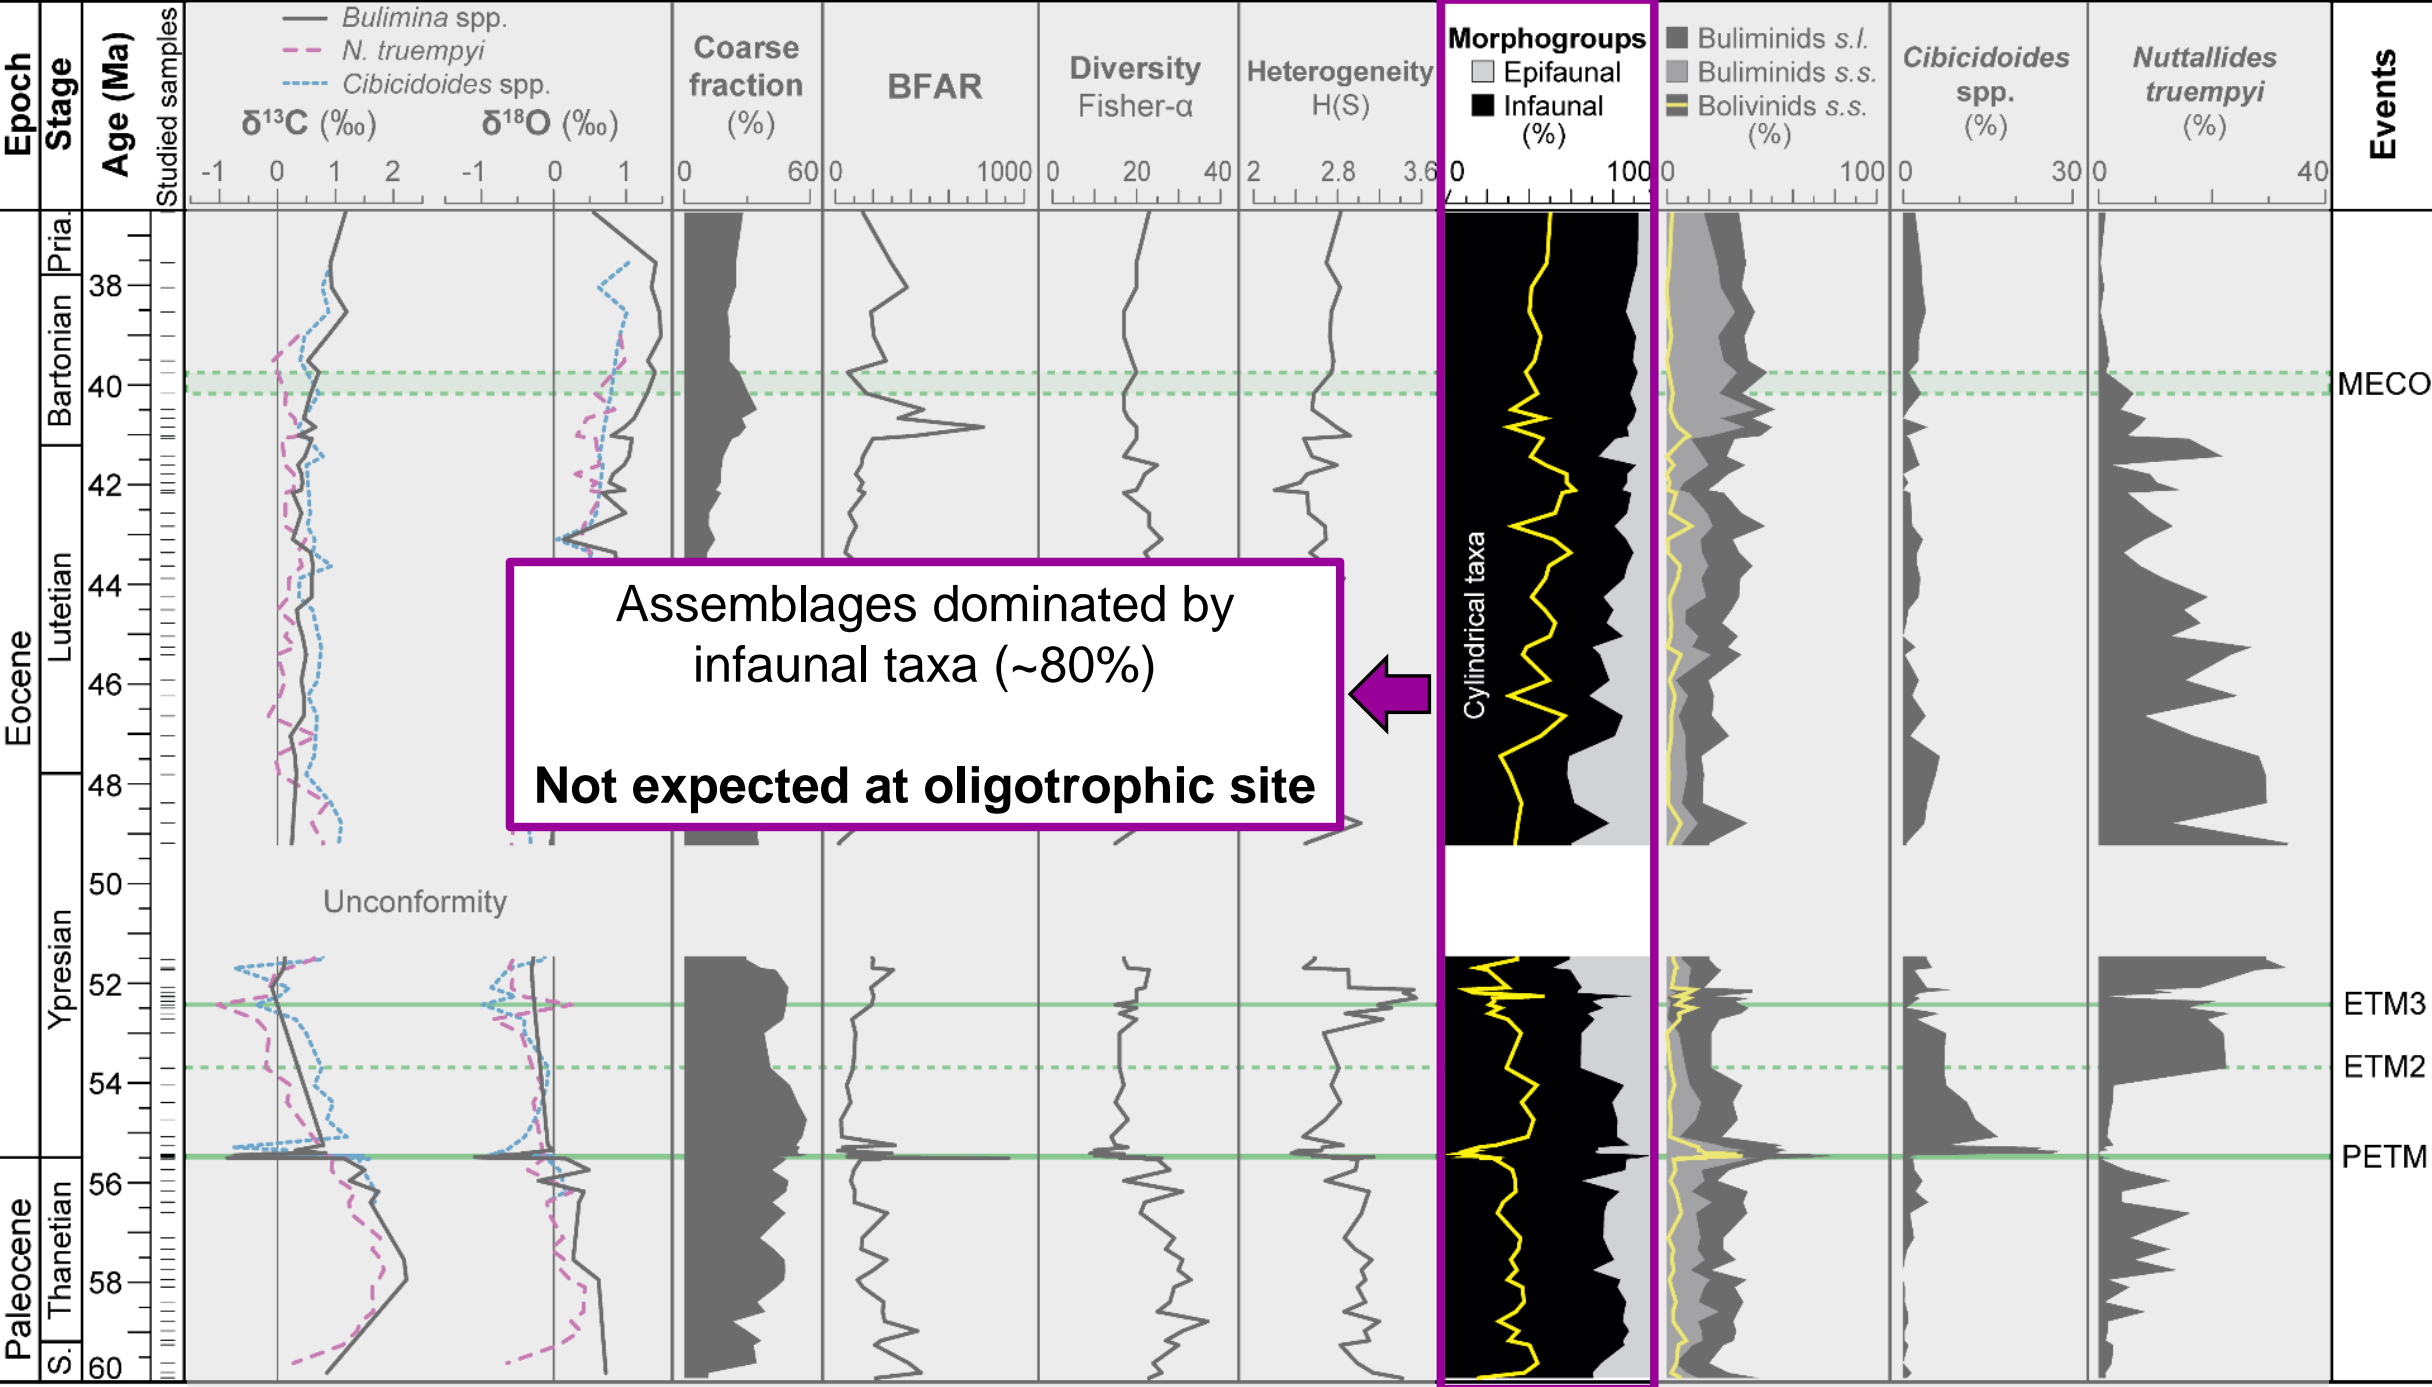 Epoch
Stage
Age (Ma)
Studied samples
Bulimina spp.
N. truempyi
Cibicidoides spp.
δ¹³C (‰)
δ¹⁸O (‰)
-1 0 1 2
-1 0 1
Coarse
fraction
(%)
0 60
BFAR
0 1000
Diversity
Fisher-α
0 20 40
Heterogeneity
H(S)
2 2.8 3.6
Morphogroups
Epifaunal
Infaunal
(%)
0 100
Buliminids s.l.
Buliminids s.s.
Bolivinids s.s.
(%)
0 100
Cibicidoides
spp.
(%)
0 30
Nuttallides
truempyi
(%)
0 40
Events
Eocene
Paleocene
Pria.
Bartonian
Lutetian
Ypresian
Thanetian
S.
38
40
42
44
46
48
50
52
54
56
58
60
Assemblages dominated by
infaunal taxa (~80%)
Not expected at oligotrophic site
Cylindrical taxa
Unconformity
MECO
ETM3
ETM2
PETM